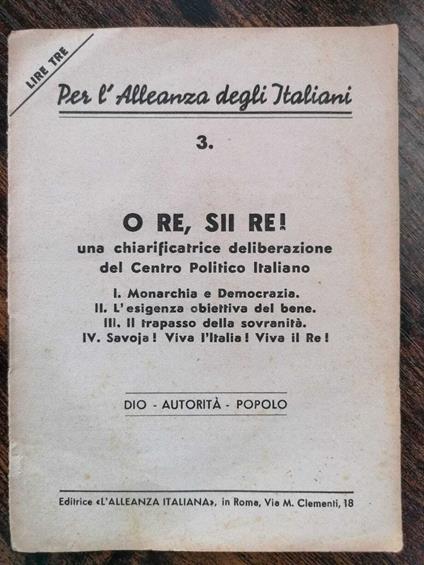 LIRE TRE
Per l'Alleanza degli Italiani
3.
O RE, SII RE!
una chiarificatrice deliberazione
del Centro Politico Italiano
I. Monarchia e Democrazia.
II. L'esigenza obiettiva del bene.
III. Il trapasso della sovranità.
IV. Savoja! Viva l'Italia! Viva il Re!
DIO - AUTORITÀ - POPOLO
Editrice «L'ALLEANZA ITALIANA», in Roma, Via M. Clementi, 18